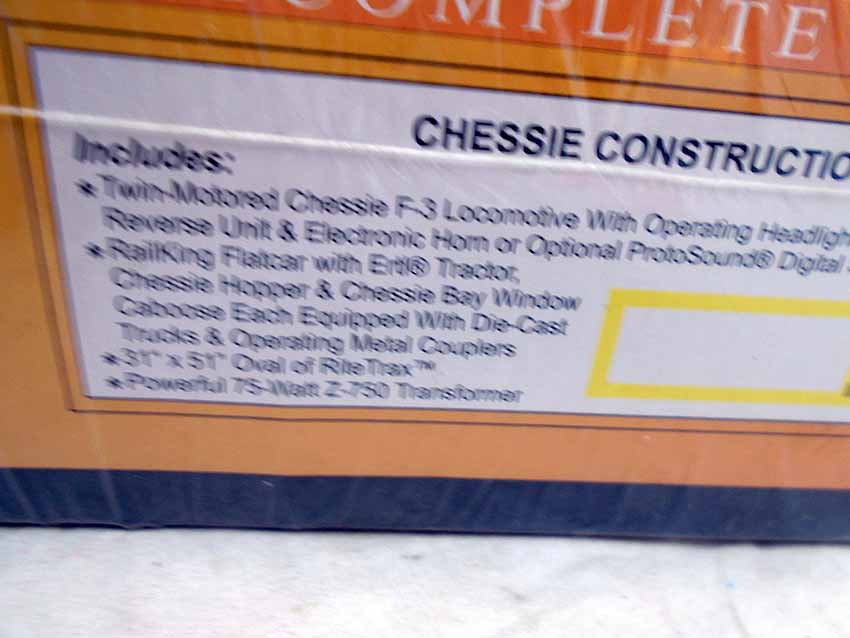 COMPLETE
CHESSIE CONSTRUCTIO
Includes:
*Twin-Motored Chessie F-3 Locomotive With Operating Headligh
Reverse Unit & Electronic Horn or Optional ProtoSound® Digital
*RailKing Flatcar with Ertl® Tractor,
Chessie Hopper & Chessie Bay Window
Caboose Each Equipped With Die-Cast
Trucks & Operating Metal Couplers
*31" x 51" Oval of RiteTrax™
*Powerful 75-Watt Z-750 Transformer